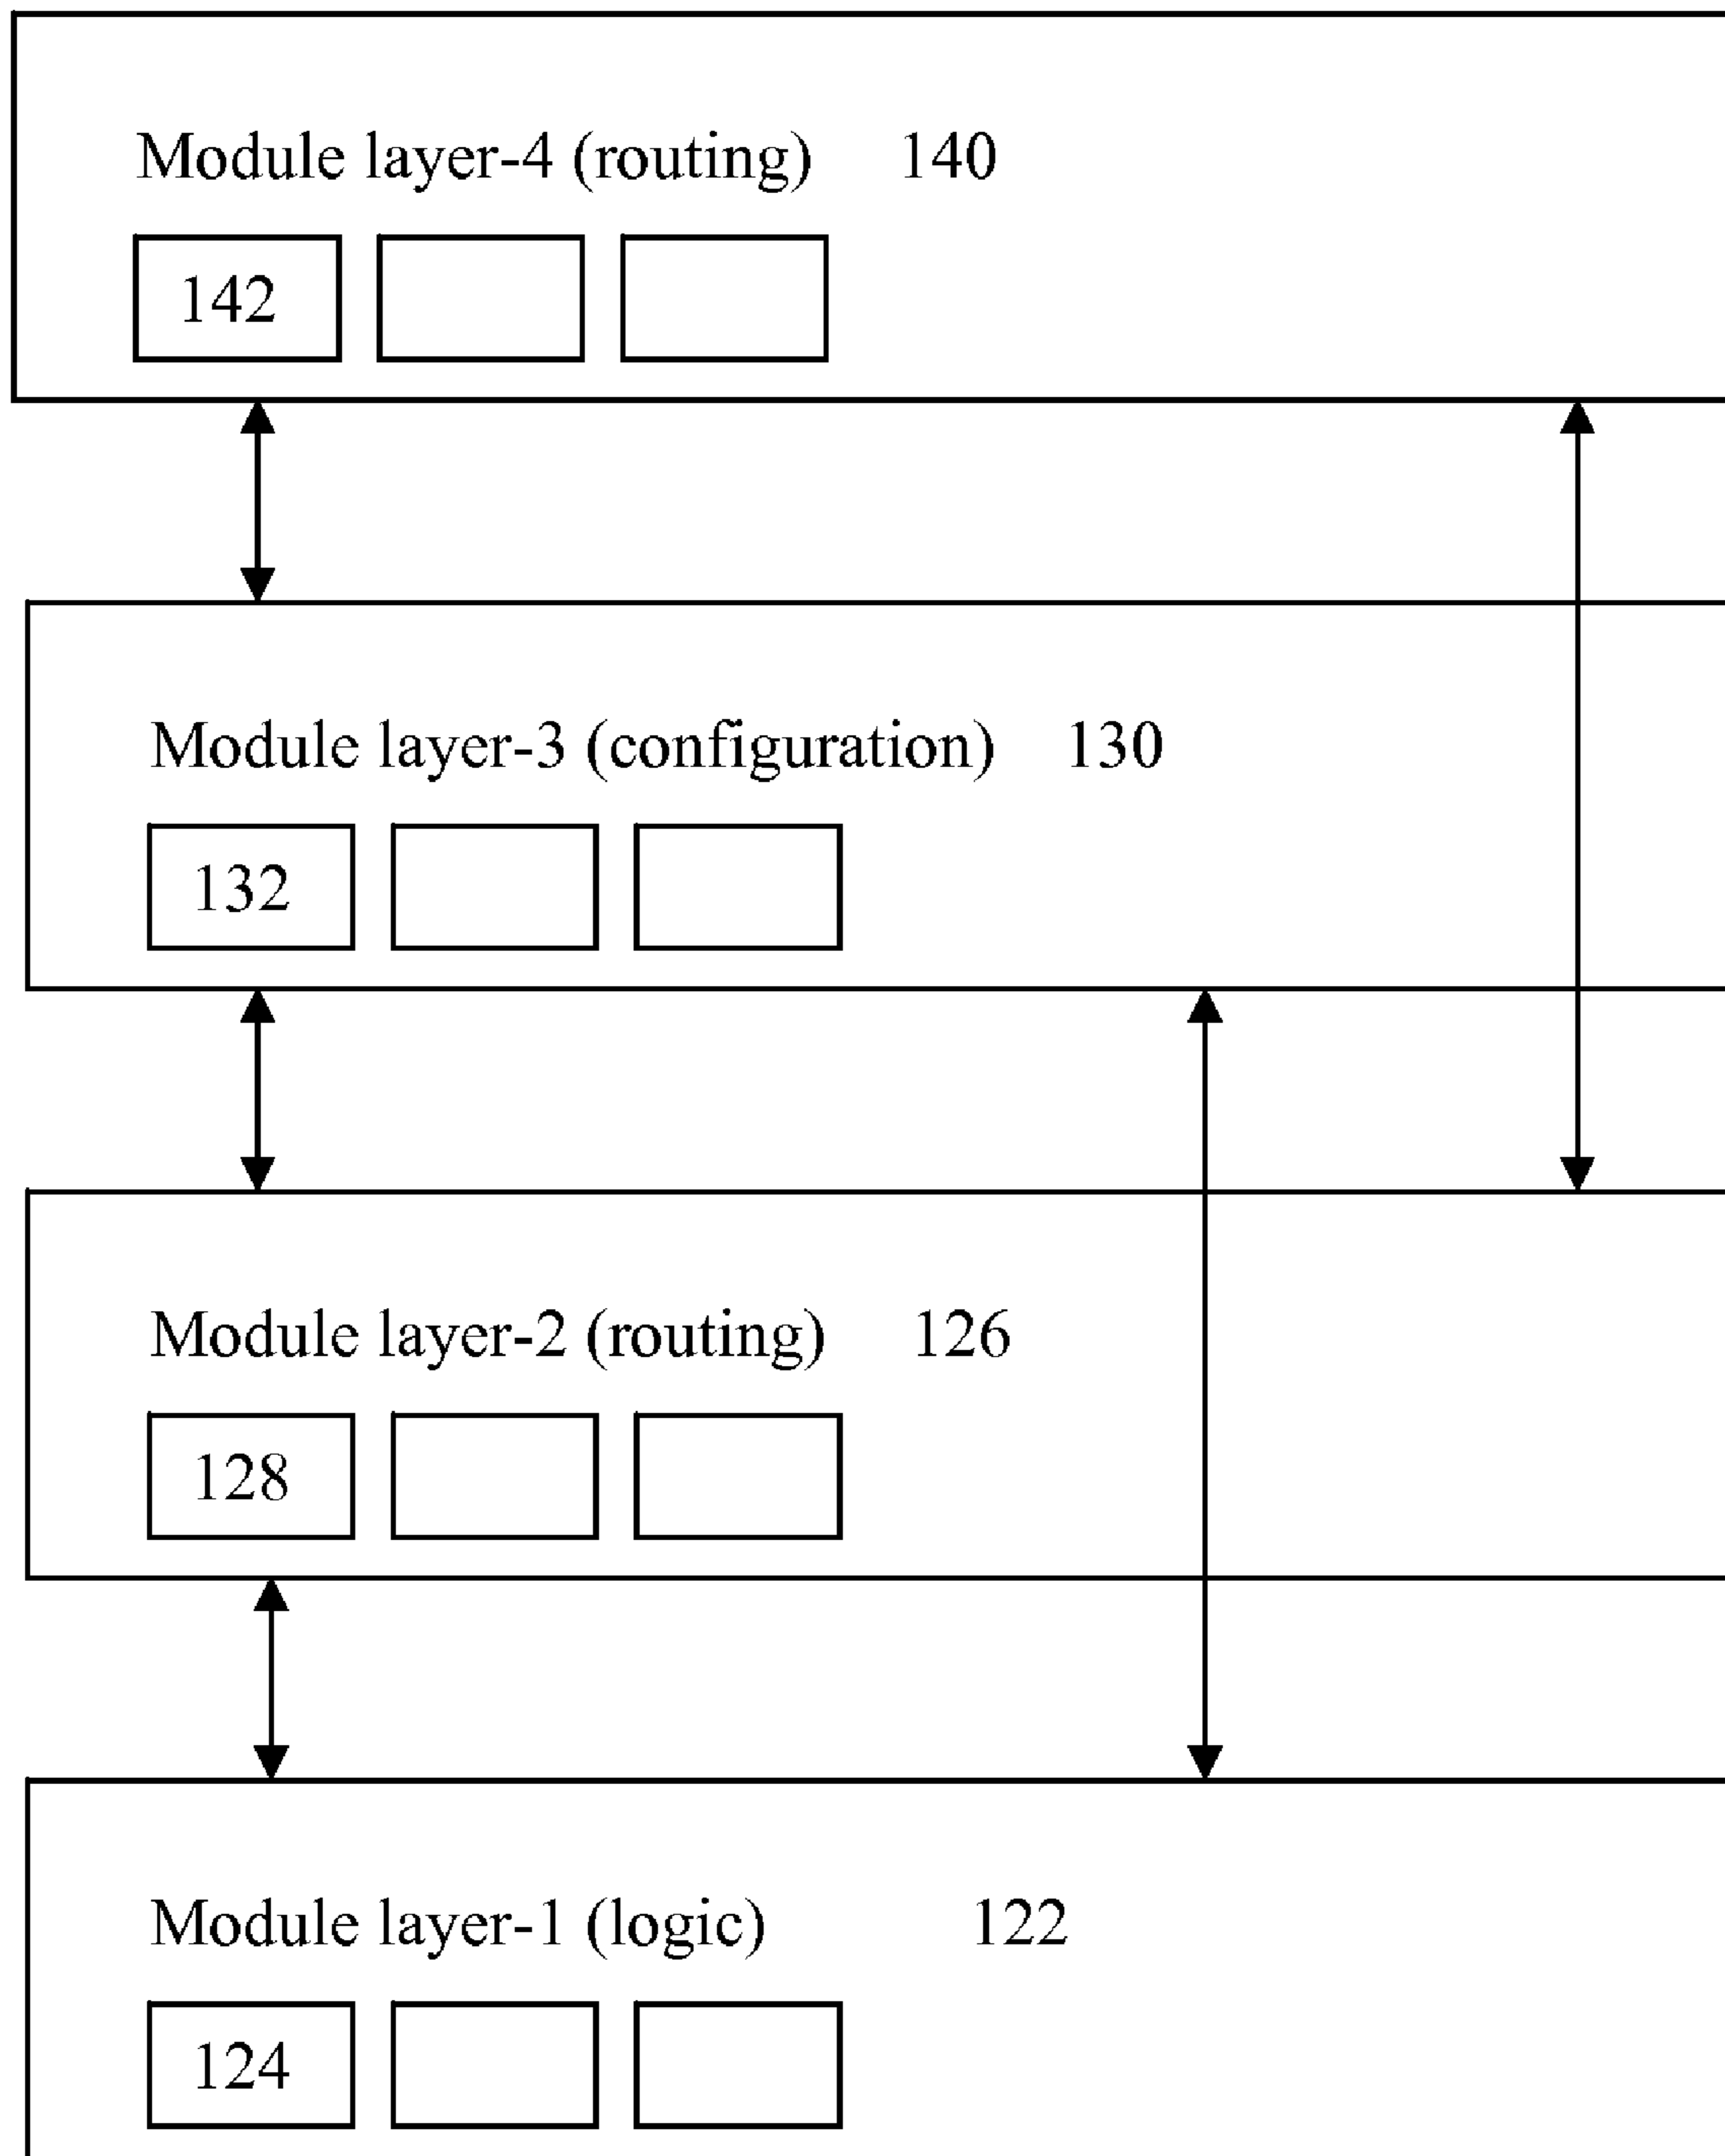 Module layer-4 (routing) 140
142
Module layer-3 (configuration) 130
132
Module layer-2 (routing) 126
128
Module layer-1 (logic) 122
124